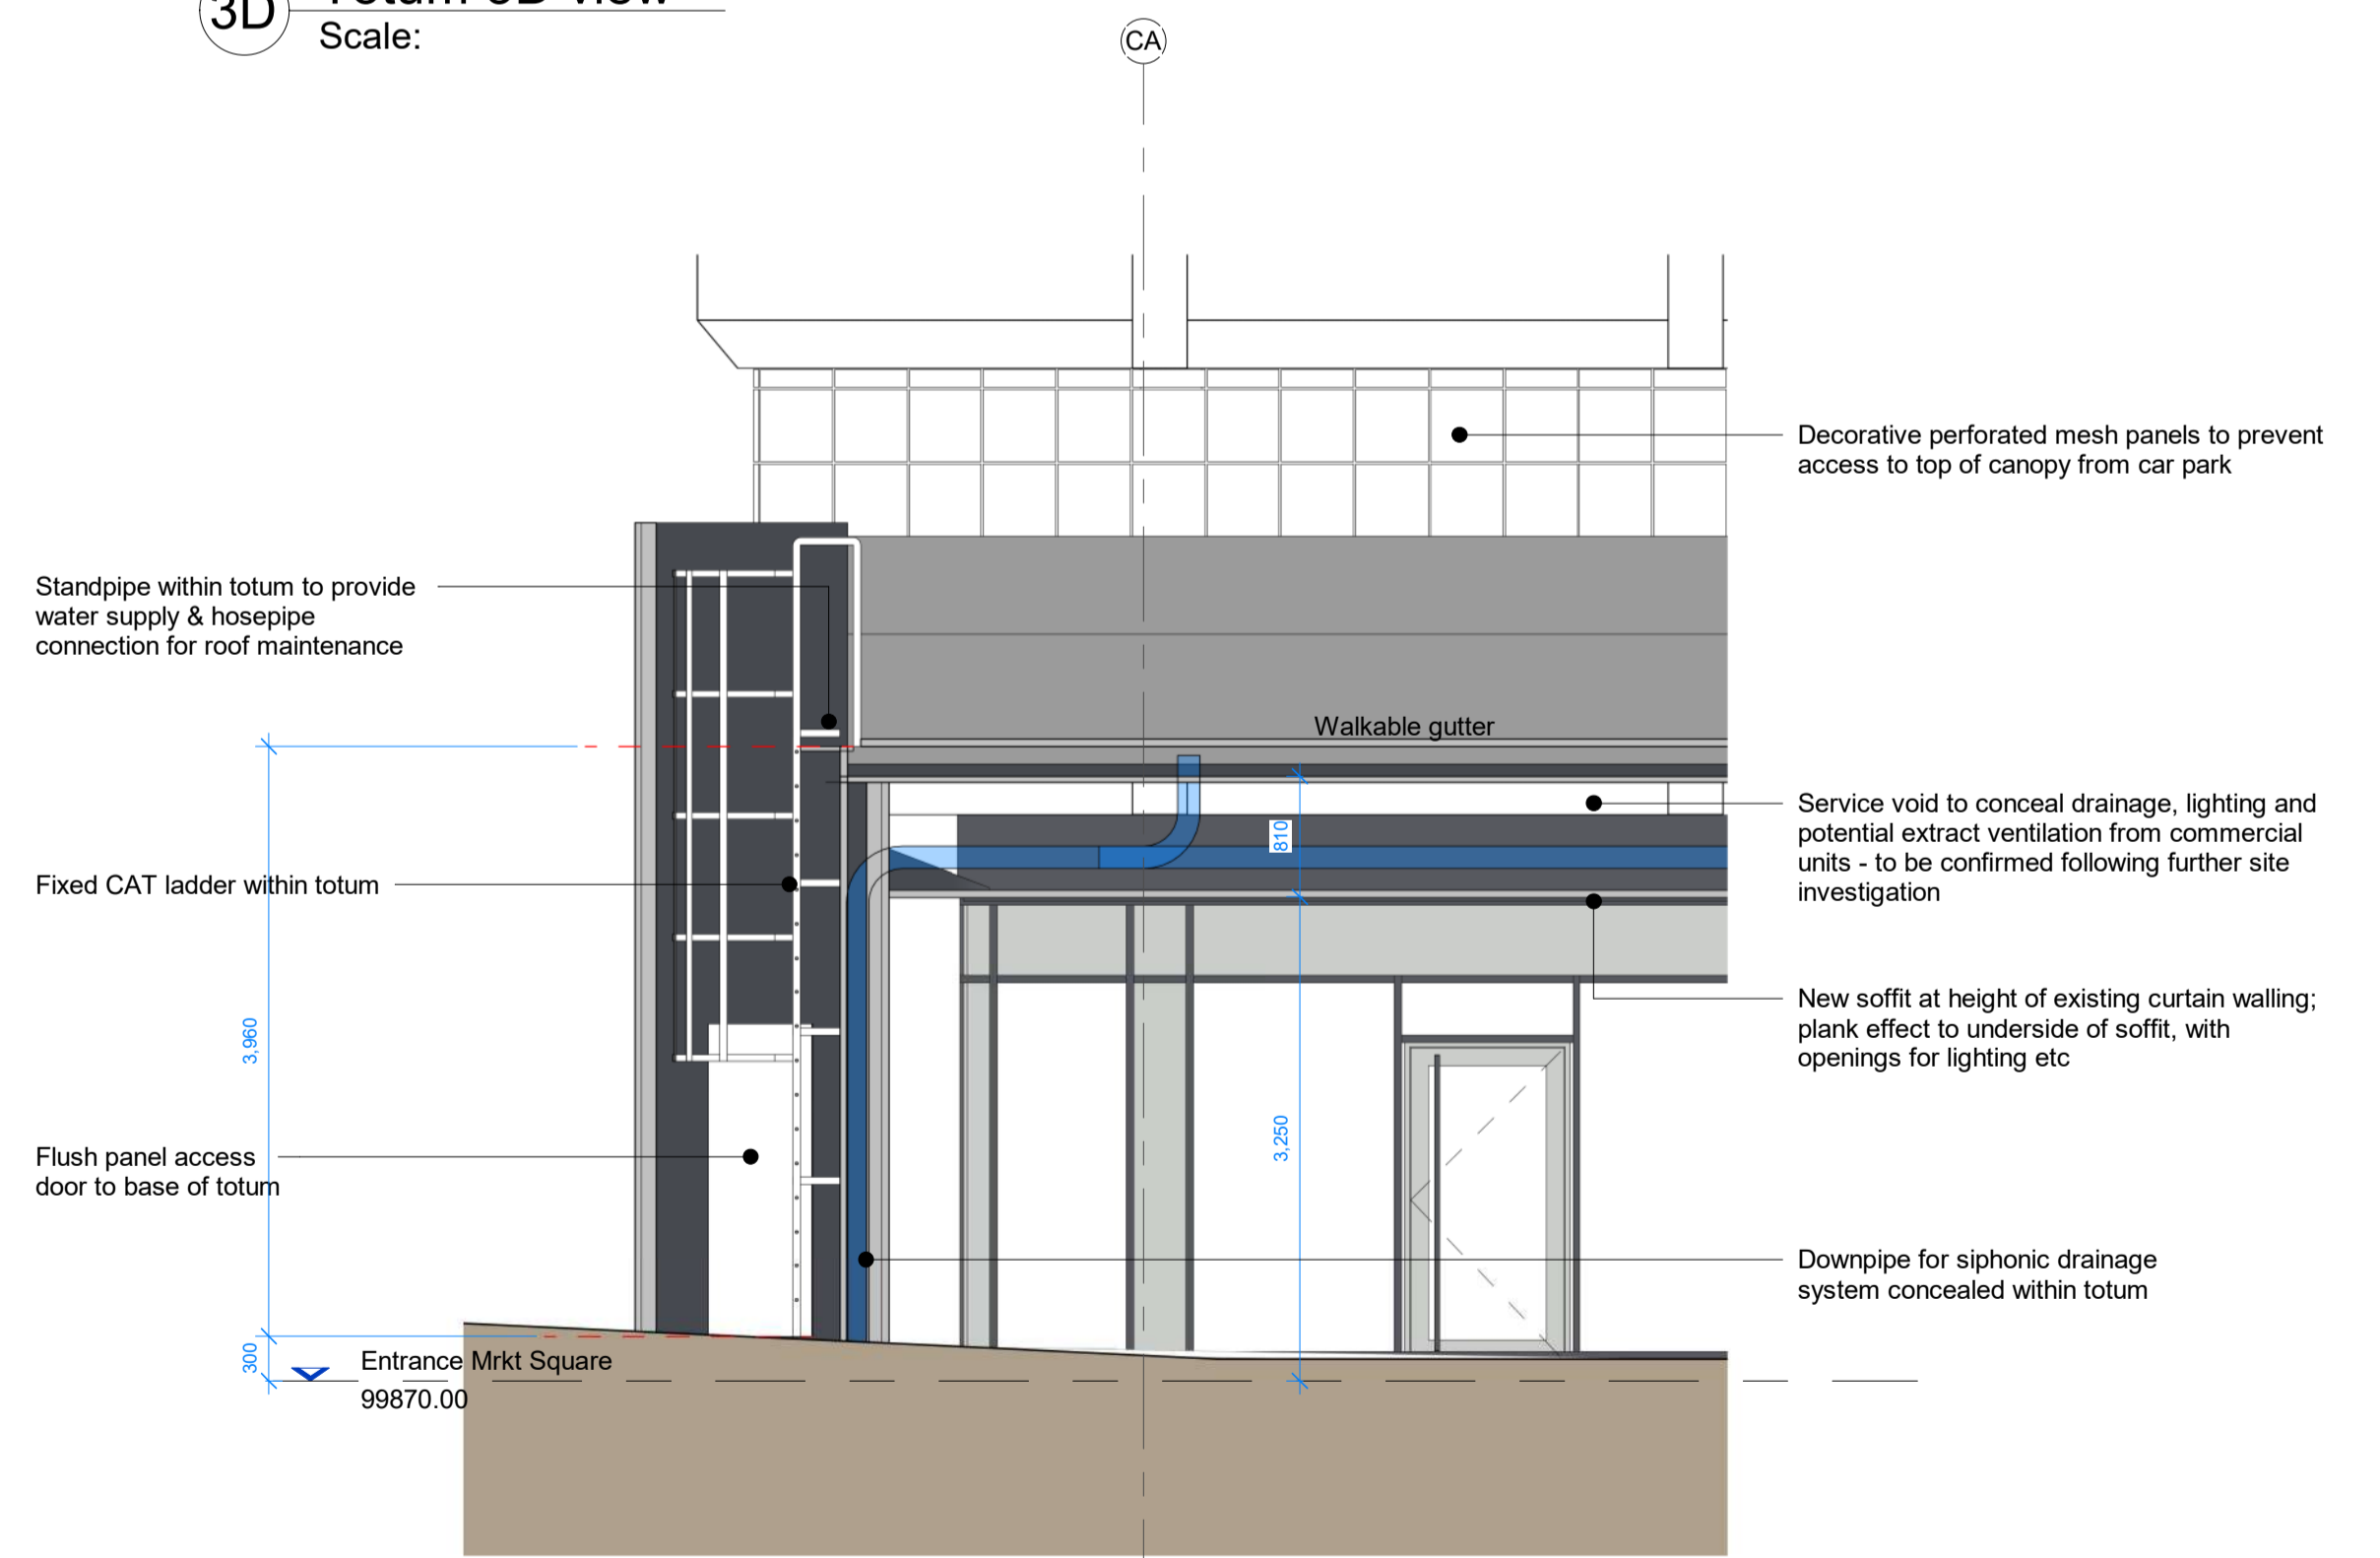 3D
Totum 3D view
Scale:
CA
Decorative perforated mesh panels to prevent
access to top of canopy from car park
Standpipe within totum to provide
water supply & hosepipe
connection for roof maintenance
Walkable gutter
Service void to conceal drainage, lighting and
potential extract ventilation from commercial
units - to be confirmed following further site
investigation
810
Fixed CAT ladder within totum
New soffit at height of existing curtain walling;
plank effect to underside of soffit, with
openings for lighting etc
3,960
3,250
Flush panel access
door to base of totum
Downpipe for siphonic drainage
system concealed within totum
300
Entrance Mrkt Square
99870.00